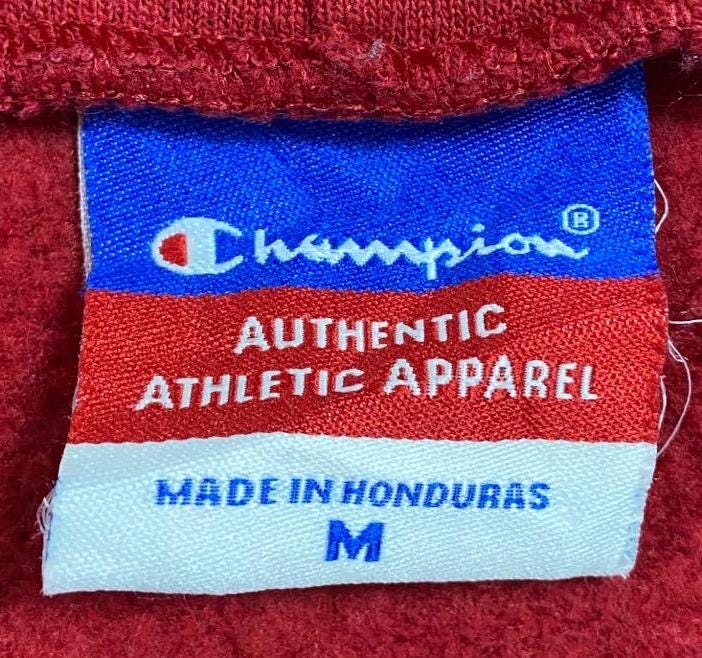 Champion®
AUTHENTIC
ATHLETIC APPAREL
MADE IN HONDURAS
M